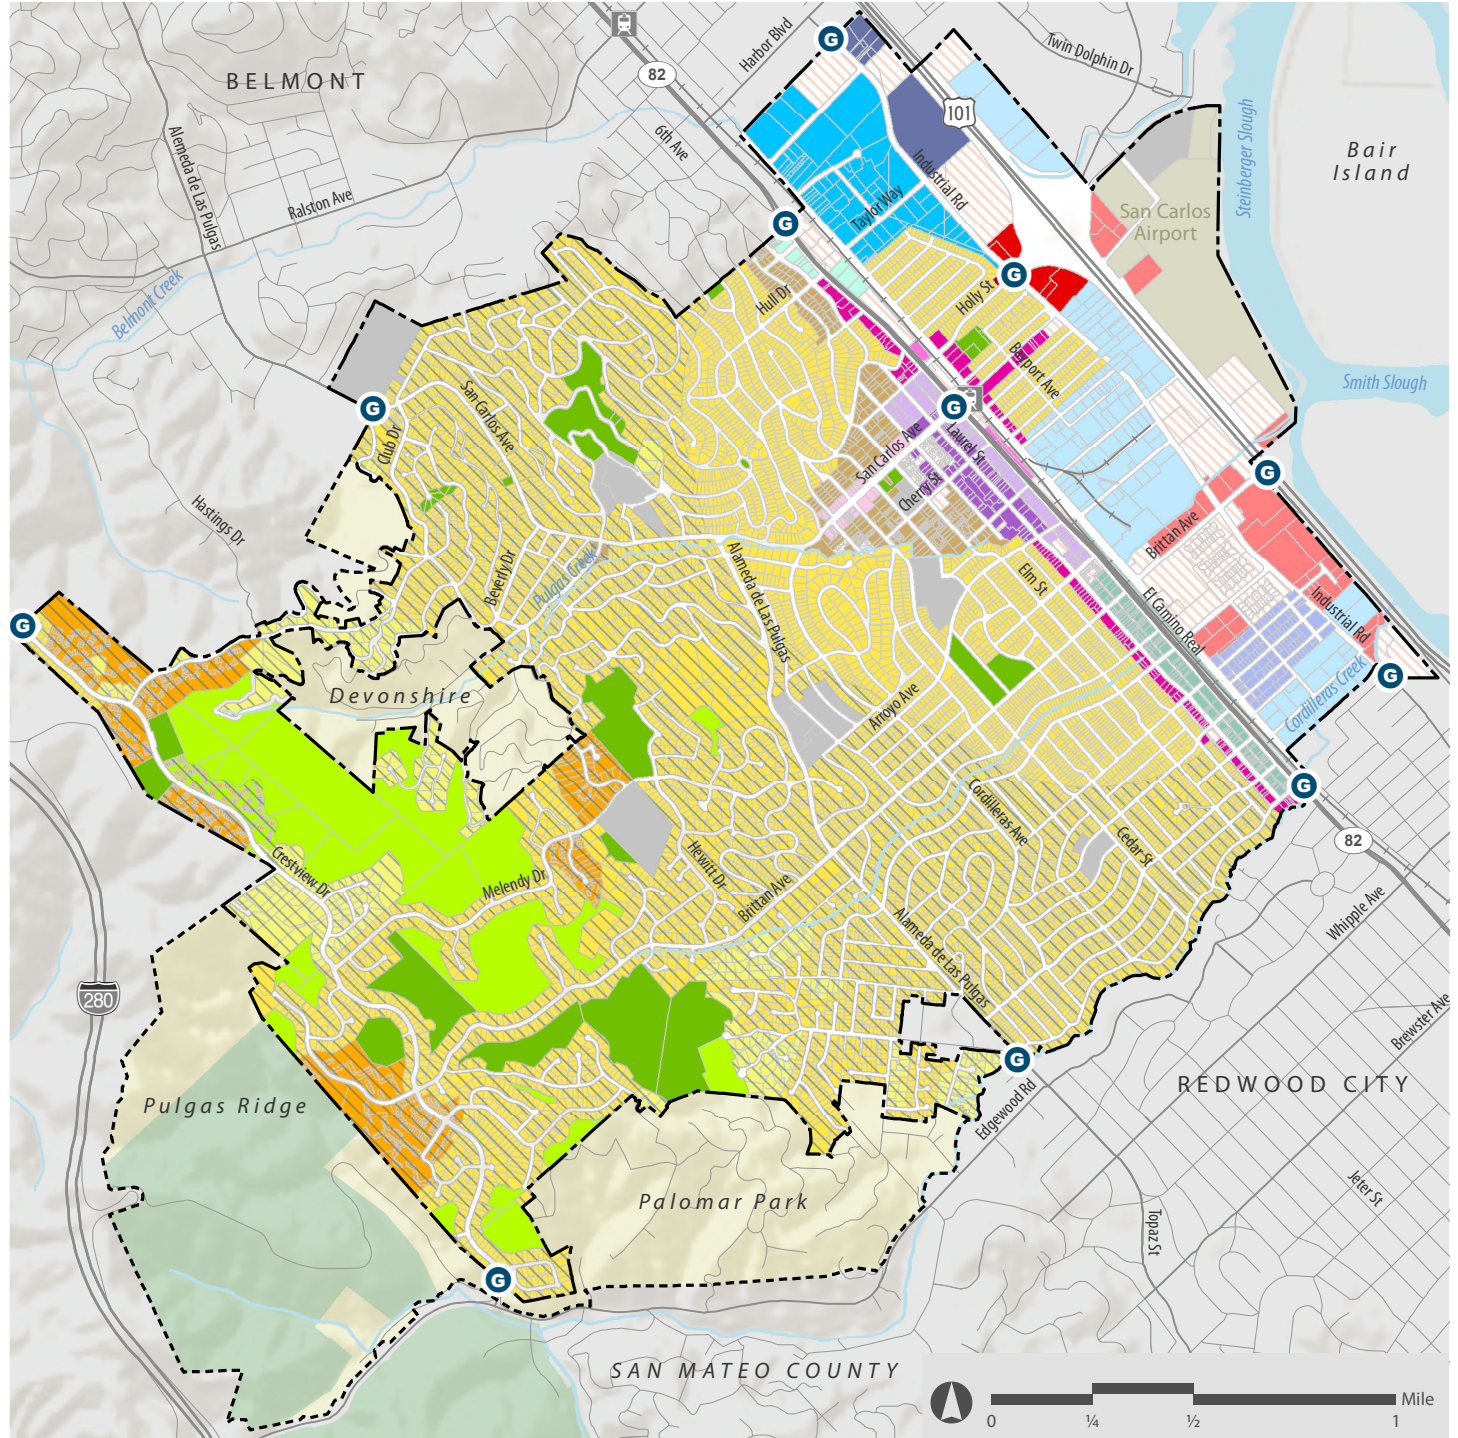 Harbor Blvd
Twin Dolphin Dr
BELMONT
82
101
6th Ave
Alemeda de Las Pulgas
Ralston Ave
Industrial Rd
Taylor Way
Steinberger Slough
Bair
Island
San Carlos
Airport
Belmont Creek
Hull Dr
Holly St
Bayport Ave
Smith Slough
San Carlos Ave
Club Dr
San Carlos Ave
Laurel St
Cherry St
Hastings Dr
Brittan Ave
Beverly Dr
Pulgas Creek
Alameda de Las Pulgas
Elm St
El Camino Real
Industrial Rd
Cordilleras Creek
Devonshire
Arroyo Ave
Cordilleras Ave
Cedar St
82
Crestview Dr
Melendy Dr
Hewitt Dr
Brittan Ave
Whipple Ave
Alameda de Las Pulgas
280
Brewster Ave
Pulgas Ridge
REDWOOD CITY
Edgewood Rd
Palomar Park
Jeter St
Topaz St
SAN MATEO COUNTY
0 ¼ ½ 1 Mile
G
G
G
G
G
G
G
G
G
G
G